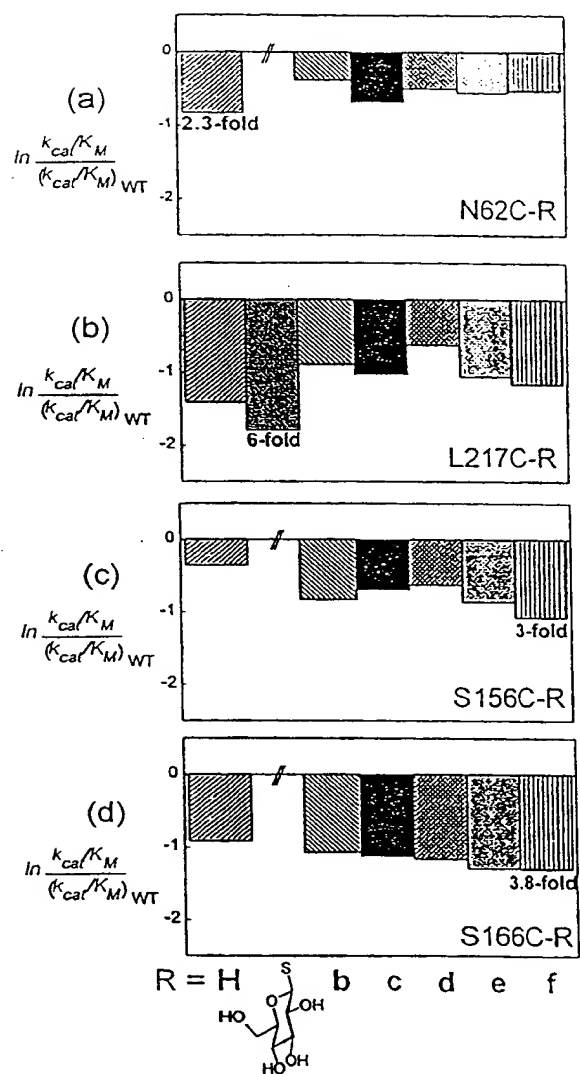 (a)
ln kcat/KM
(kcat/KM)WT
0
-1
-2
2.3-fold
N62C-R
(b)
ln kcat/KM
(kcat/KM)WT
0
-1
-2
6-fold
L217C-R
(c)
ln kcat/KM
(kcat/KM)WT
0
-1
-2
3-fold
S156C-R
(d)
ln kcat/KM
(kcat/KM)WT
0
-1
-2
3.8-fold
S166C-R
R = H b c d e f
S
O
OH
HO
HO
OH